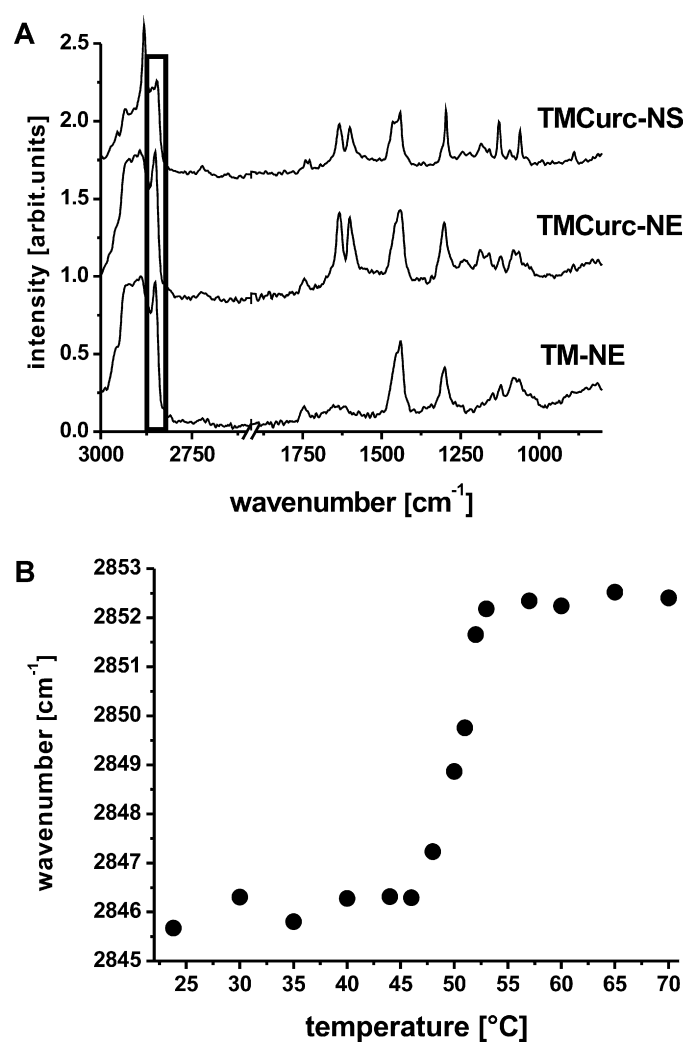 A
2.5
2.0
1.5
1.0
0.5
0.0
intensity [arbit.units]
TMCurc-NS
TMCurc-NE
TM-NE
3000 2750 1750 1500 1250 1000
wavenumber [cm⁻¹]
B
2853
2852
2851
2850
2849
2848
2847
2846
2845
wavenumber [cm⁻¹]
25 30 35 40 45 50 55 60 65 70
temperature [°C]